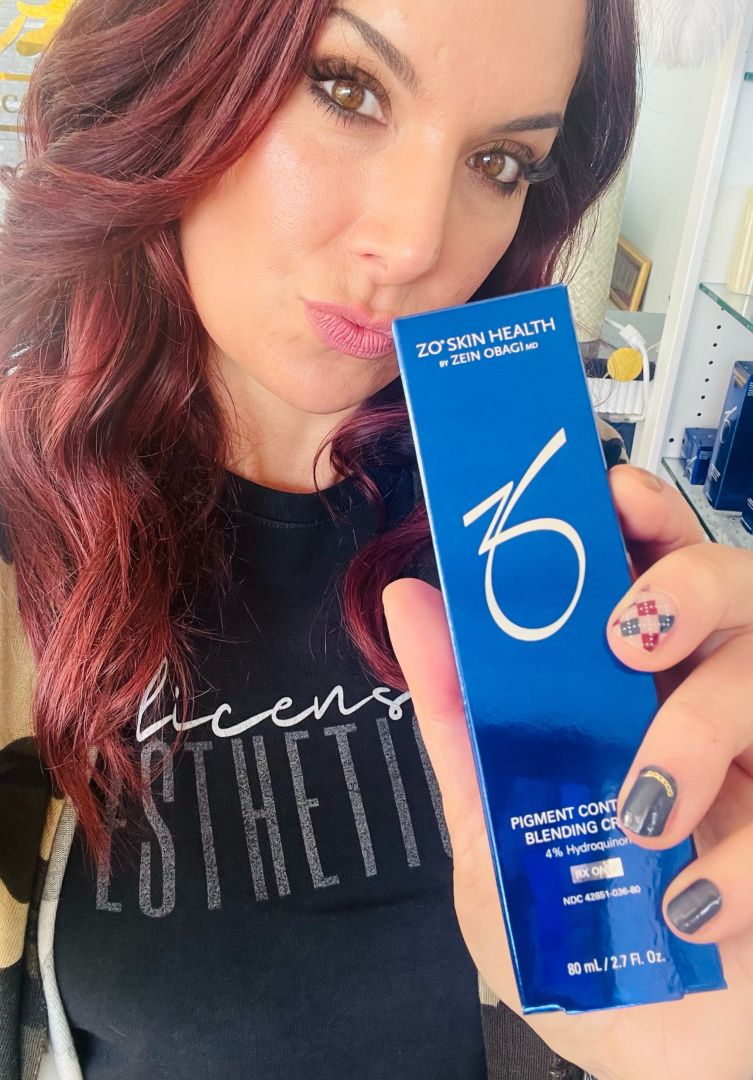 ZO® SKIN HEALTH
BY ZEIN OBAGI MD
PIGMENT CONT
BLENDING CR
4% Hydroquinon
RX ON
NDC 42851-036-80
80 mL / 2.7 Fl. Oz.
licens
ESTHETI